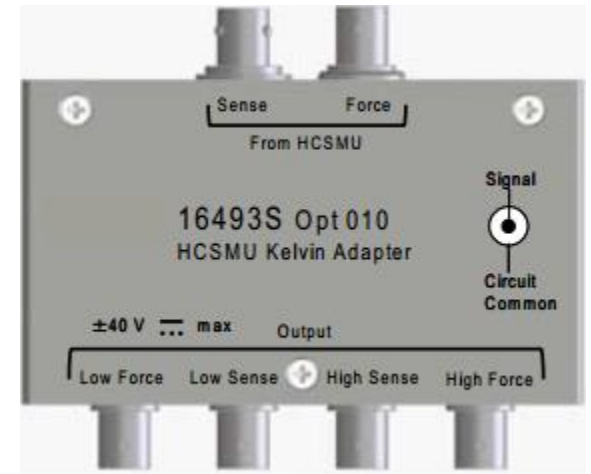 Sense Force
From HCSMU
Signal
16493S Opt 010
HCSMU Kelvin Adapter
Circuit
Common
±40 V ⎓ max
Output
Low Force Low Sense High Sense High Force